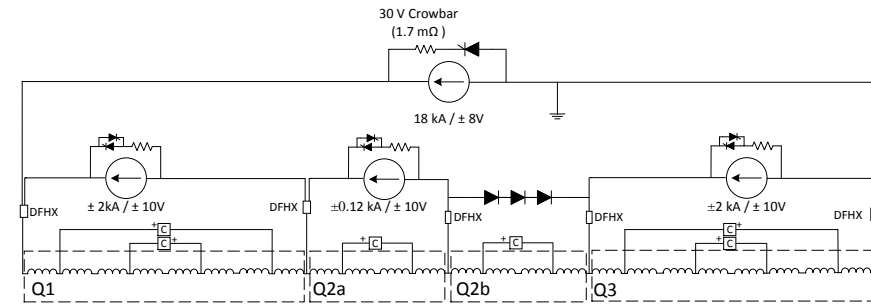 30 V Crowbar
(1.7 mΩ )
18 kA / ± 8V
± 2kA / ± 10V
±0.12 kA / ± 10V
±2 kA / ± 10V
DFHX
DFHX
DFHX
DFHX
DFHX
+ C
C +
+ C
+ C
+ C
+ C
Q1
Q2a
Q2b
Q3